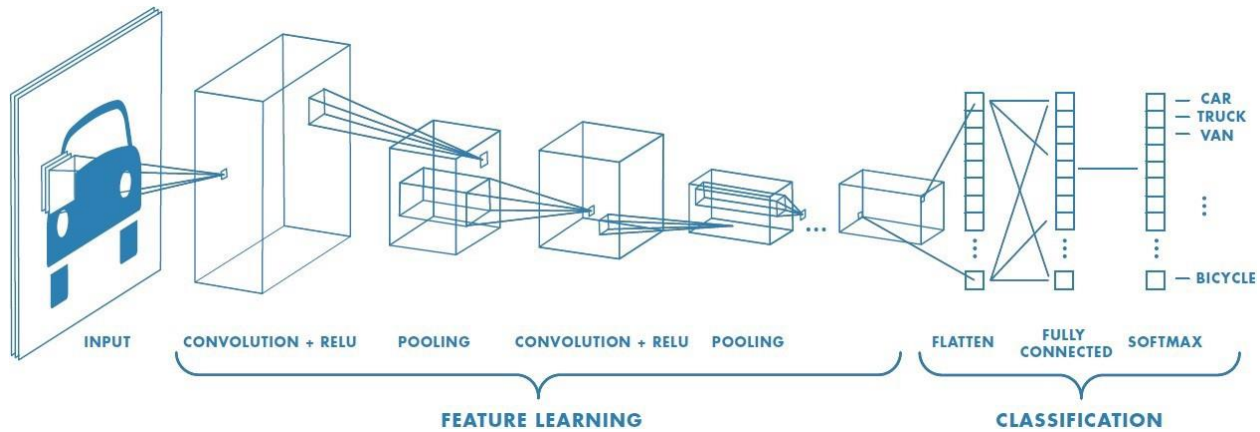 CAR
TRUCK
VAN
BICYCLE
INPUT
CONVOLUTION + RELU
POOLING
CONVOLUTION + RELU
POOLING
FLATTEN
FULLY
CONNECTED
SOFTMAX
FEATURE LEARNING
CLASSIFICATION